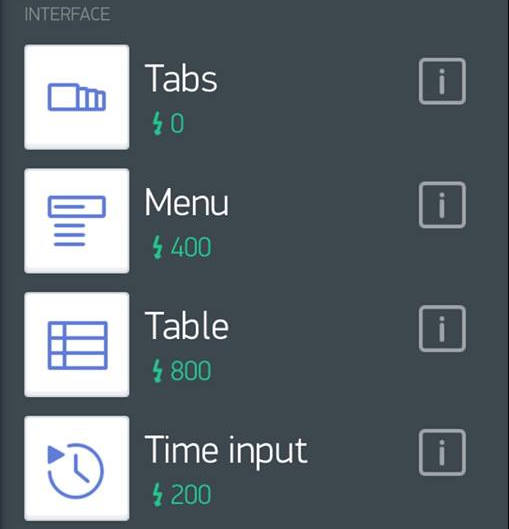 INTERFACE
Tabs
0
Menu
400
Table
800
Time input
200